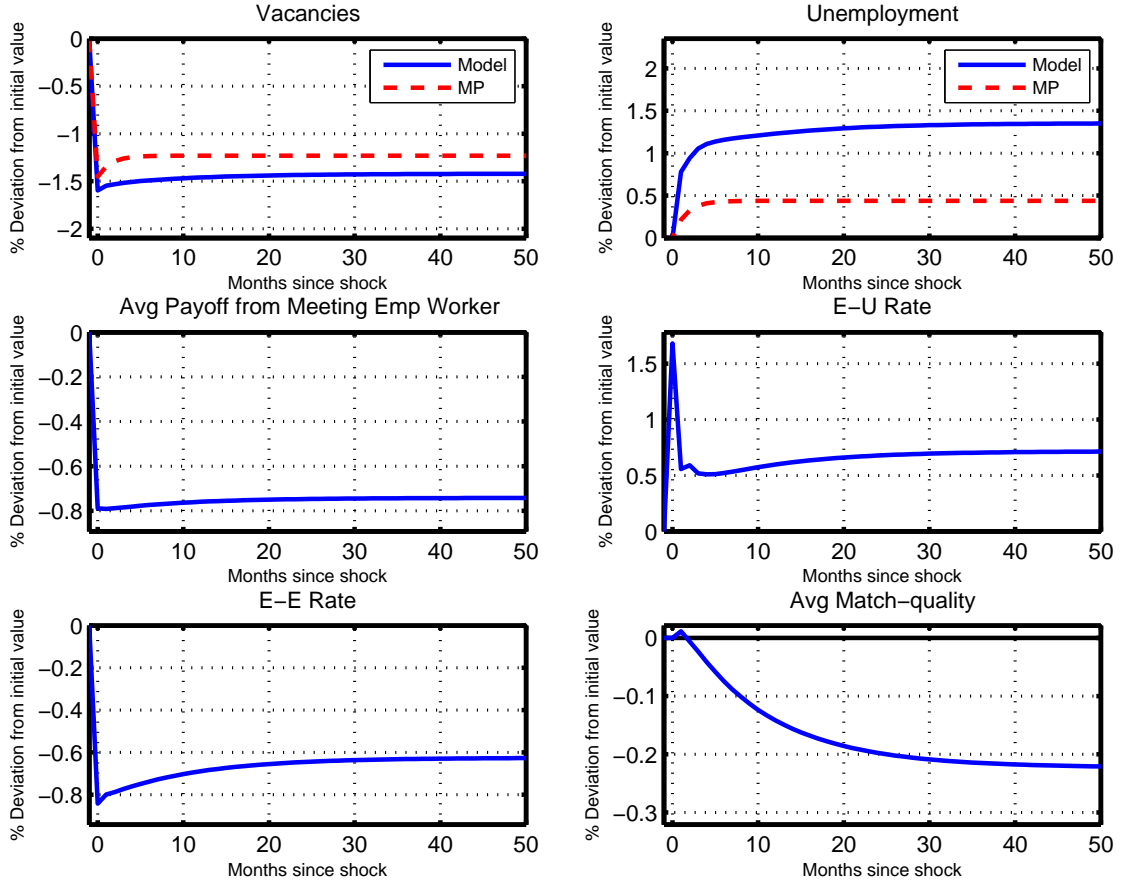 Vacancies
% Deviation from initial value
0
−0.5
−1
−1.5
−2
Model
MP
0 10 20 30 40 50
Months since shock
Unemployment
% Deviation from initial value
2
1.5
1
0.5
0
Model
MP
0 10 20 30 40 50
Months since shock
Avg Payoff from Meeting Emp Worker
% Deviation from initial value
0
−0.2
−0.4
−0.6
−0.8
0 10 20 30 40 50
Months since shock
E−U Rate
% Deviation from initial value
1.5
1
0.5
0
0 10 20 30 40 50
Months since shock
E−E Rate
% Deviation from initial value
0
−0.2
−0.4
−0.6
−0.8
0 10 20 30 40 50
Months since shock
Avg Match−quality
% Deviation from initial value
0
−0.1
−0.2
−0.3
0 10 20 30 40 50
Months since shock